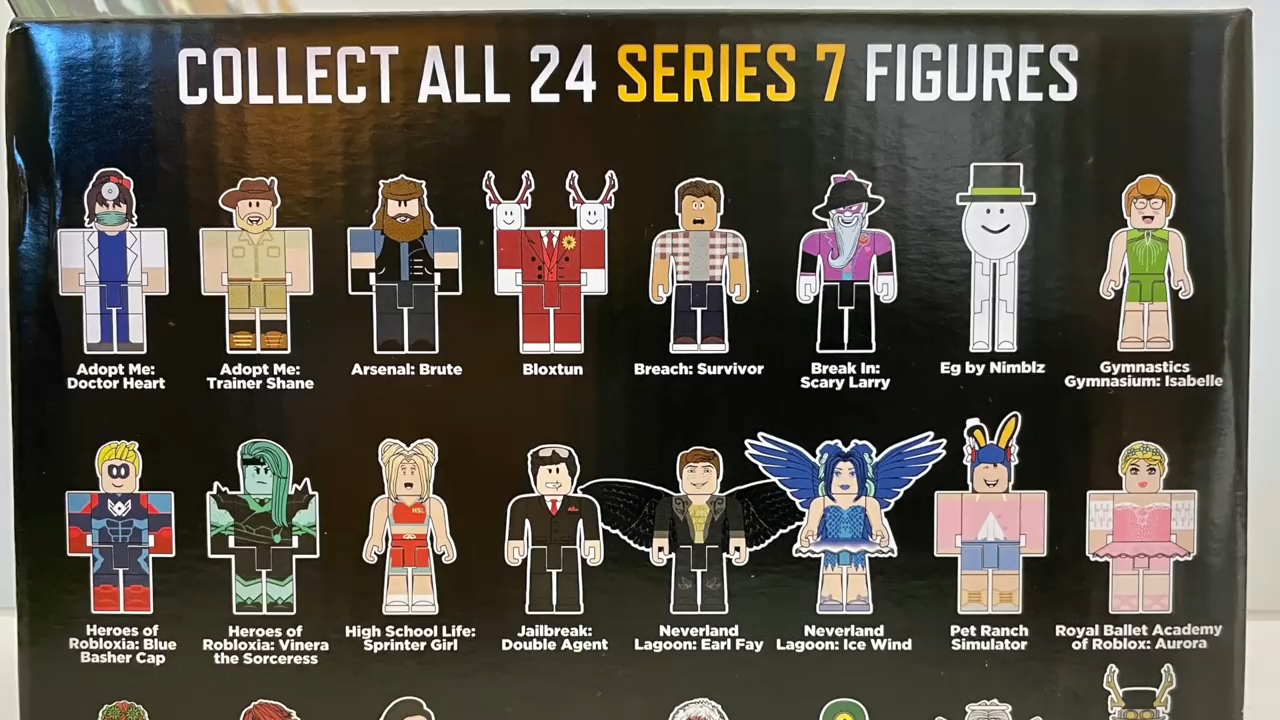 COLLECT ALL 24 SERIES 7 FIGURES
Adopt Me:
Doctor Heart
Adopt Me:
Trainer Shane
Arsenal: Brute
Bloxtun
Breach: Survivor
Break In:
Scary Larry
Eg by Nimblz
Gymnastics
Gymnasium: Isabelle
HSL
Heroes of
Robloxia: Blue
Basher Cap
Heroes of
Robloxia: Vinera
the Sorceress
High School Life:
Sprinter Girl
Jailbreak:
Double Agent
Neverland
Lagoon: Earl Fay
Neverland
Lagoon: Ice Wind
Pet Ranch
Simulator
Royal Ballet Academy
of Roblox: Aurora